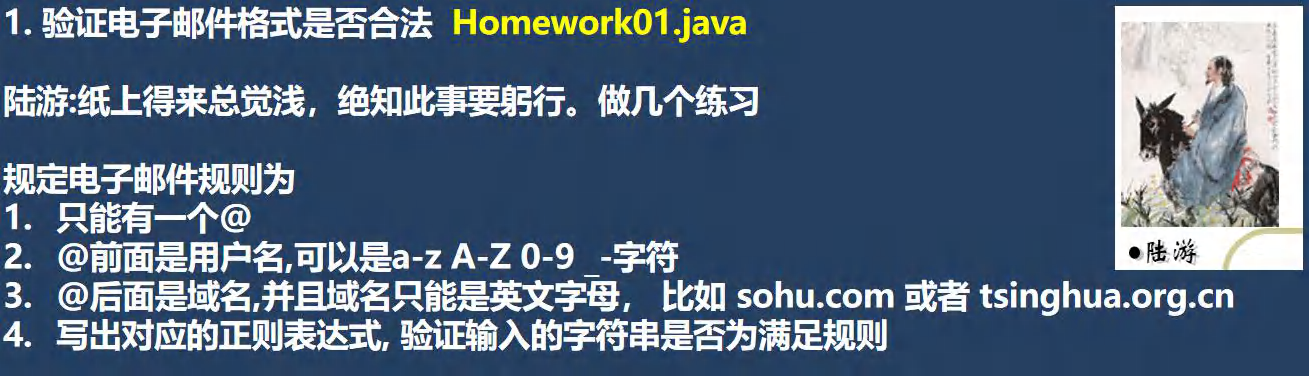 1. 验证电子邮件格式是否合法 Homework01.java
陆游:纸上得来总觉浅，绝知此事要躬行。做几个练习
规定电子邮件规则为
1. 只能有一个@
2. @前面是用户名,可以是a-z A-Z 0-9 _-字符
3. @后面是域名,并且域名只能是英文字母， 比如 sohu.com 或者 tsinghua.org.cn
4. 写出对应的正则表达式, 验证输入的字符串是否为满足规则
●陆游